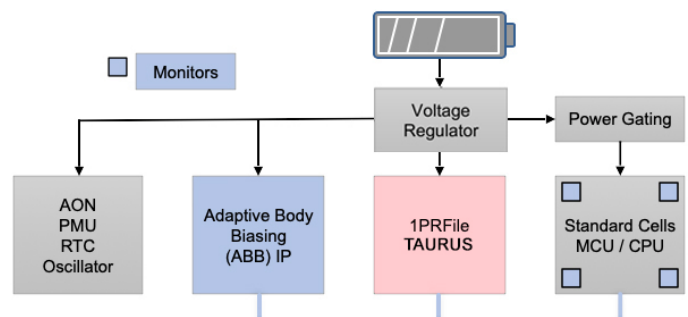 Monitors
Voltage
Regulator
Power Gating
AON
PMU
RTC
Oscillator
Adaptive Body
Biasing
(ABB) IP
1PRFile
TAURUS
Standard Cells
MCU / CPU